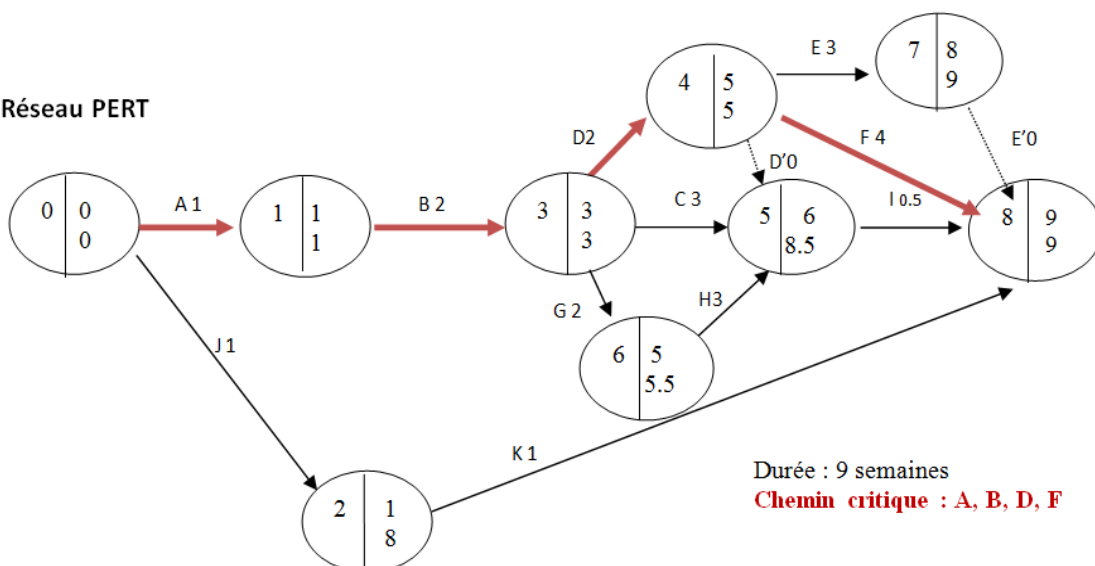 Réseau PERT
E 3
7 8
9
4 5
5
D2
F 4
E'0
D'0
0 0
0
A 1
1 1
1
B 2
3 3
3
C 3
5 6
8.5
I 0.5
8 9
9
G 2
H3
6 5
5.5
J 1
K 1
2 1
8
Durée : 9 semaines
Chemin critique : A, B, D, F